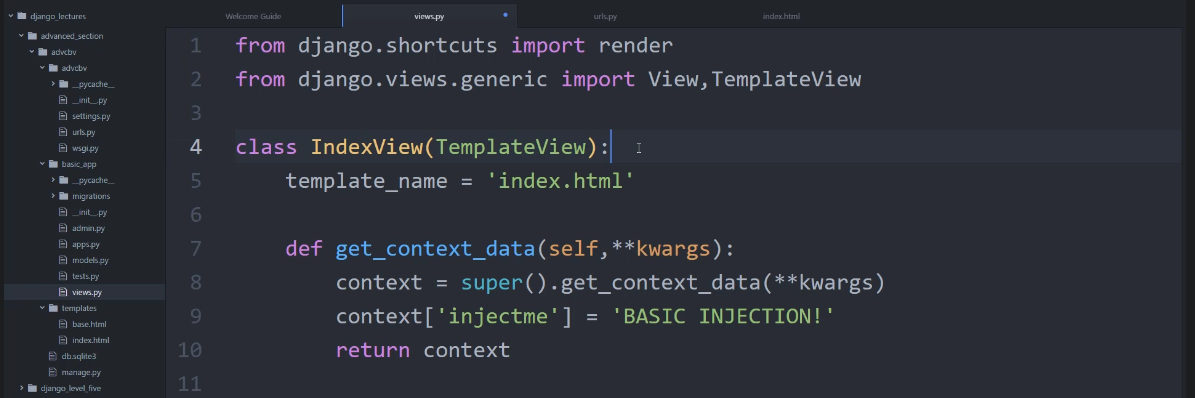 django_lectures
advanced_section
advcbv
advcbv
__pycache__
__init__.py
settings.py
urls.py
wsgi.py
basic_app
__pycache__
migrations
__init__.py
admin.py
apps.py
models.py
tests.py
views.py
templates
base.html
index.html
db.sqlite3
manage.py
django_level_five
Welcome Guide views.py urls.py index.html
1 from django.shortcuts import render
2 from django.views.generic import View,TemplateView
3
4 class IndexView(TemplateView):
5 template_name = 'index.html'
6
7 def get_context_data(self,**kwargs):
8 context = super().get_context_data(**kwargs)
9 context['injectme'] = 'BASIC INJECTION!'
10 return context
11